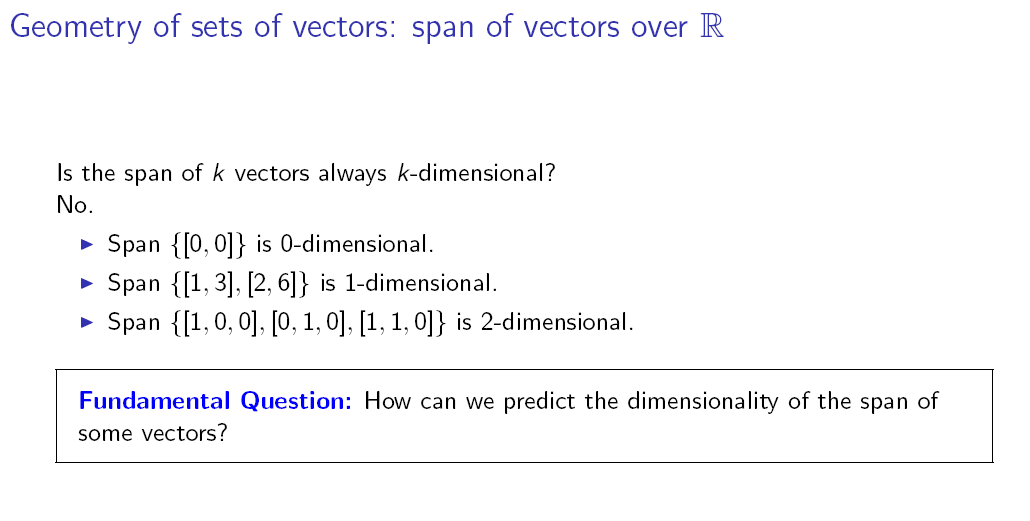 Geometry of sets of vectors: span of vectors over ℝ
Is the span of k vectors always k-dimensional?
No.
▶ Span {[0, 0]} is 0-dimensional.
▶ Span {[1, 3], [2, 6]} is 1-dimensional.
▶ Span {[1, 0, 0], [0, 1, 0], [1, 1, 0]} is 2-dimensional.
Fundamental Question: How can we predict the dimensionality of the span of
some vectors?